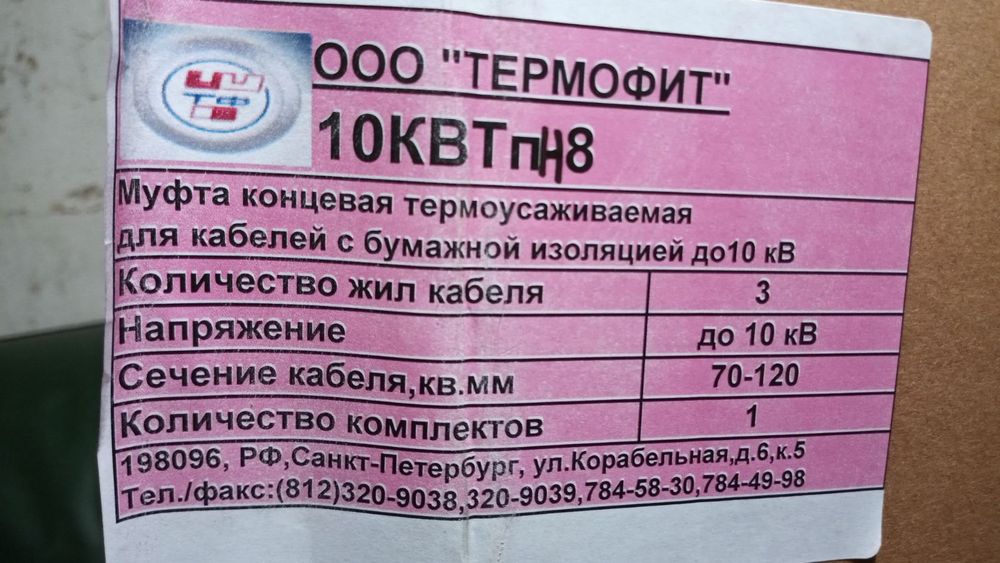 ЦМ
ТФ
ООО "ТЕРМОФИТ"
10КВТпН8
Муфта концевая термоусаживаемая
для кабелей с бумажной изоляцией до10 кВ
Количество жил кабеля 3
Напряжение до 10 кВ
Сечение кабеля,кв.мм 70-120
Количество комплектов 1
198096, РФ,Санкт-Петербург, ул.Корабельная,д.6,к.5
Тел./факс:(812)320-9038,320-9039,784-58-30,784-49-98